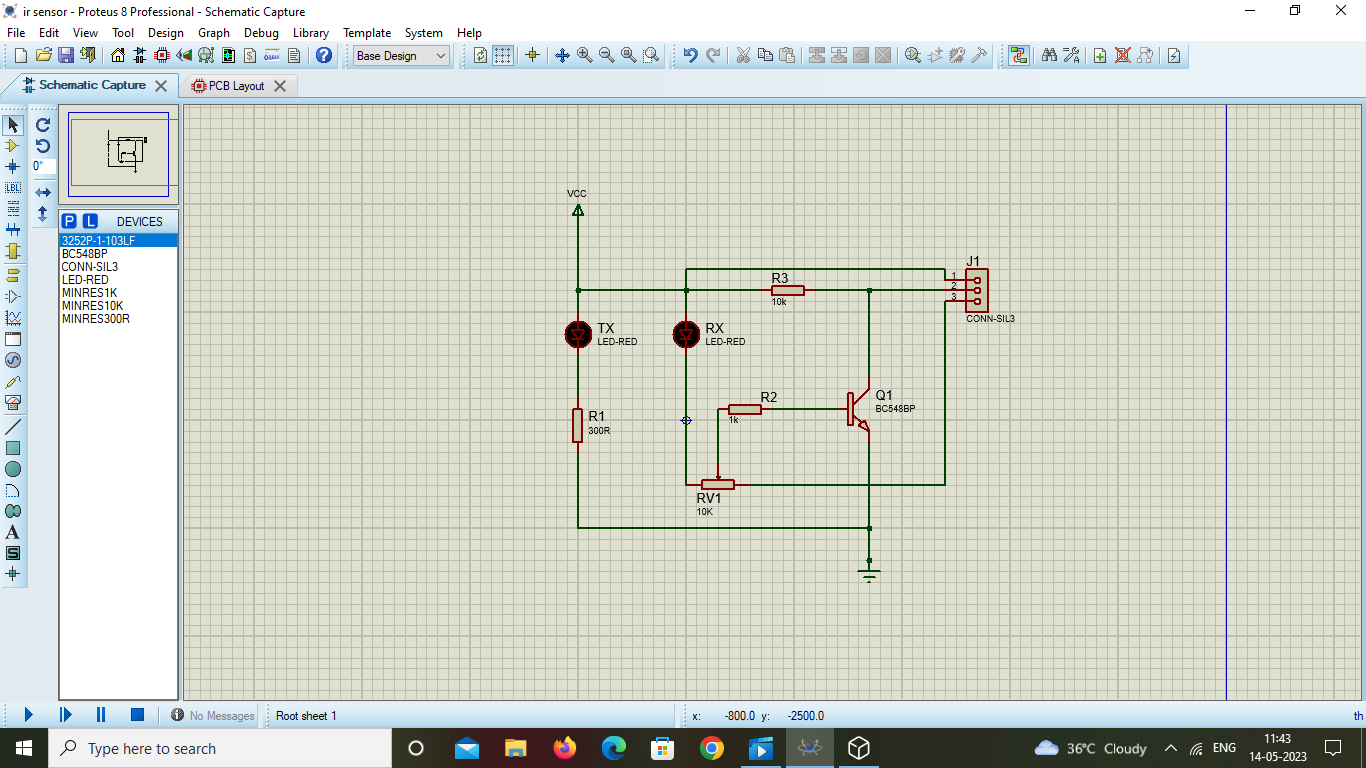 ir sensor - Proteus 8 Professional - Schematic Capture
File Edit View Tool Design Graph Debug Library Template System Help
Base Design
Schematic Capture
PCB Layout
0°
LBL
P L DEVICES
3252P-1-103LF
BC548BP
CONN-SIL3
LED-RED
MINRES1K
MINRES10K
MINRES300R
A
S
VCC
J1
1
2
3
CONN-SIL3
R3
10k
TX
LED-RED
RX
LED-RED
R2
1k
Q1
BC548BP
R1
300R
RV1
10K
No Messages
Root sheet 1
x: -800.0 y: -2500.0
th
Type here to search
36°C Cloudy
ENG
11:43
14-05-2023